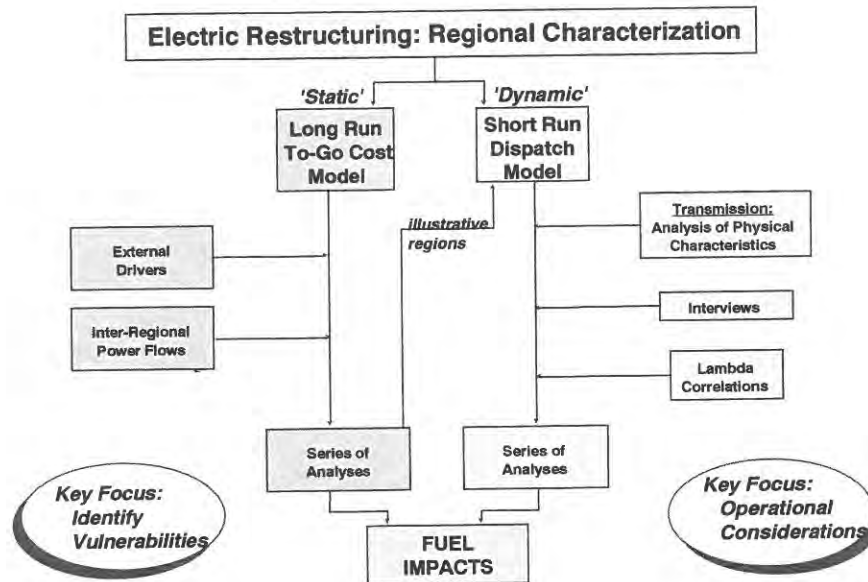 Electric Restructuring: Regional Characterization
'Static'
'Dynamic'
Long Run
To-Go Cost
Model
Short Run
Dispatch
Model
illustrative
regions
Transmission:
Analysis of Physical
Characteristics
External
Drivers
Interviews
Inter-Regional
Power Flows
Lambda
Correlations
Series of
Analyses
Series of
Analyses
Key Focus:
Identify
Vulnerabilities
Key Focus:
Operational
Considerations
FUEL
IMPACTS